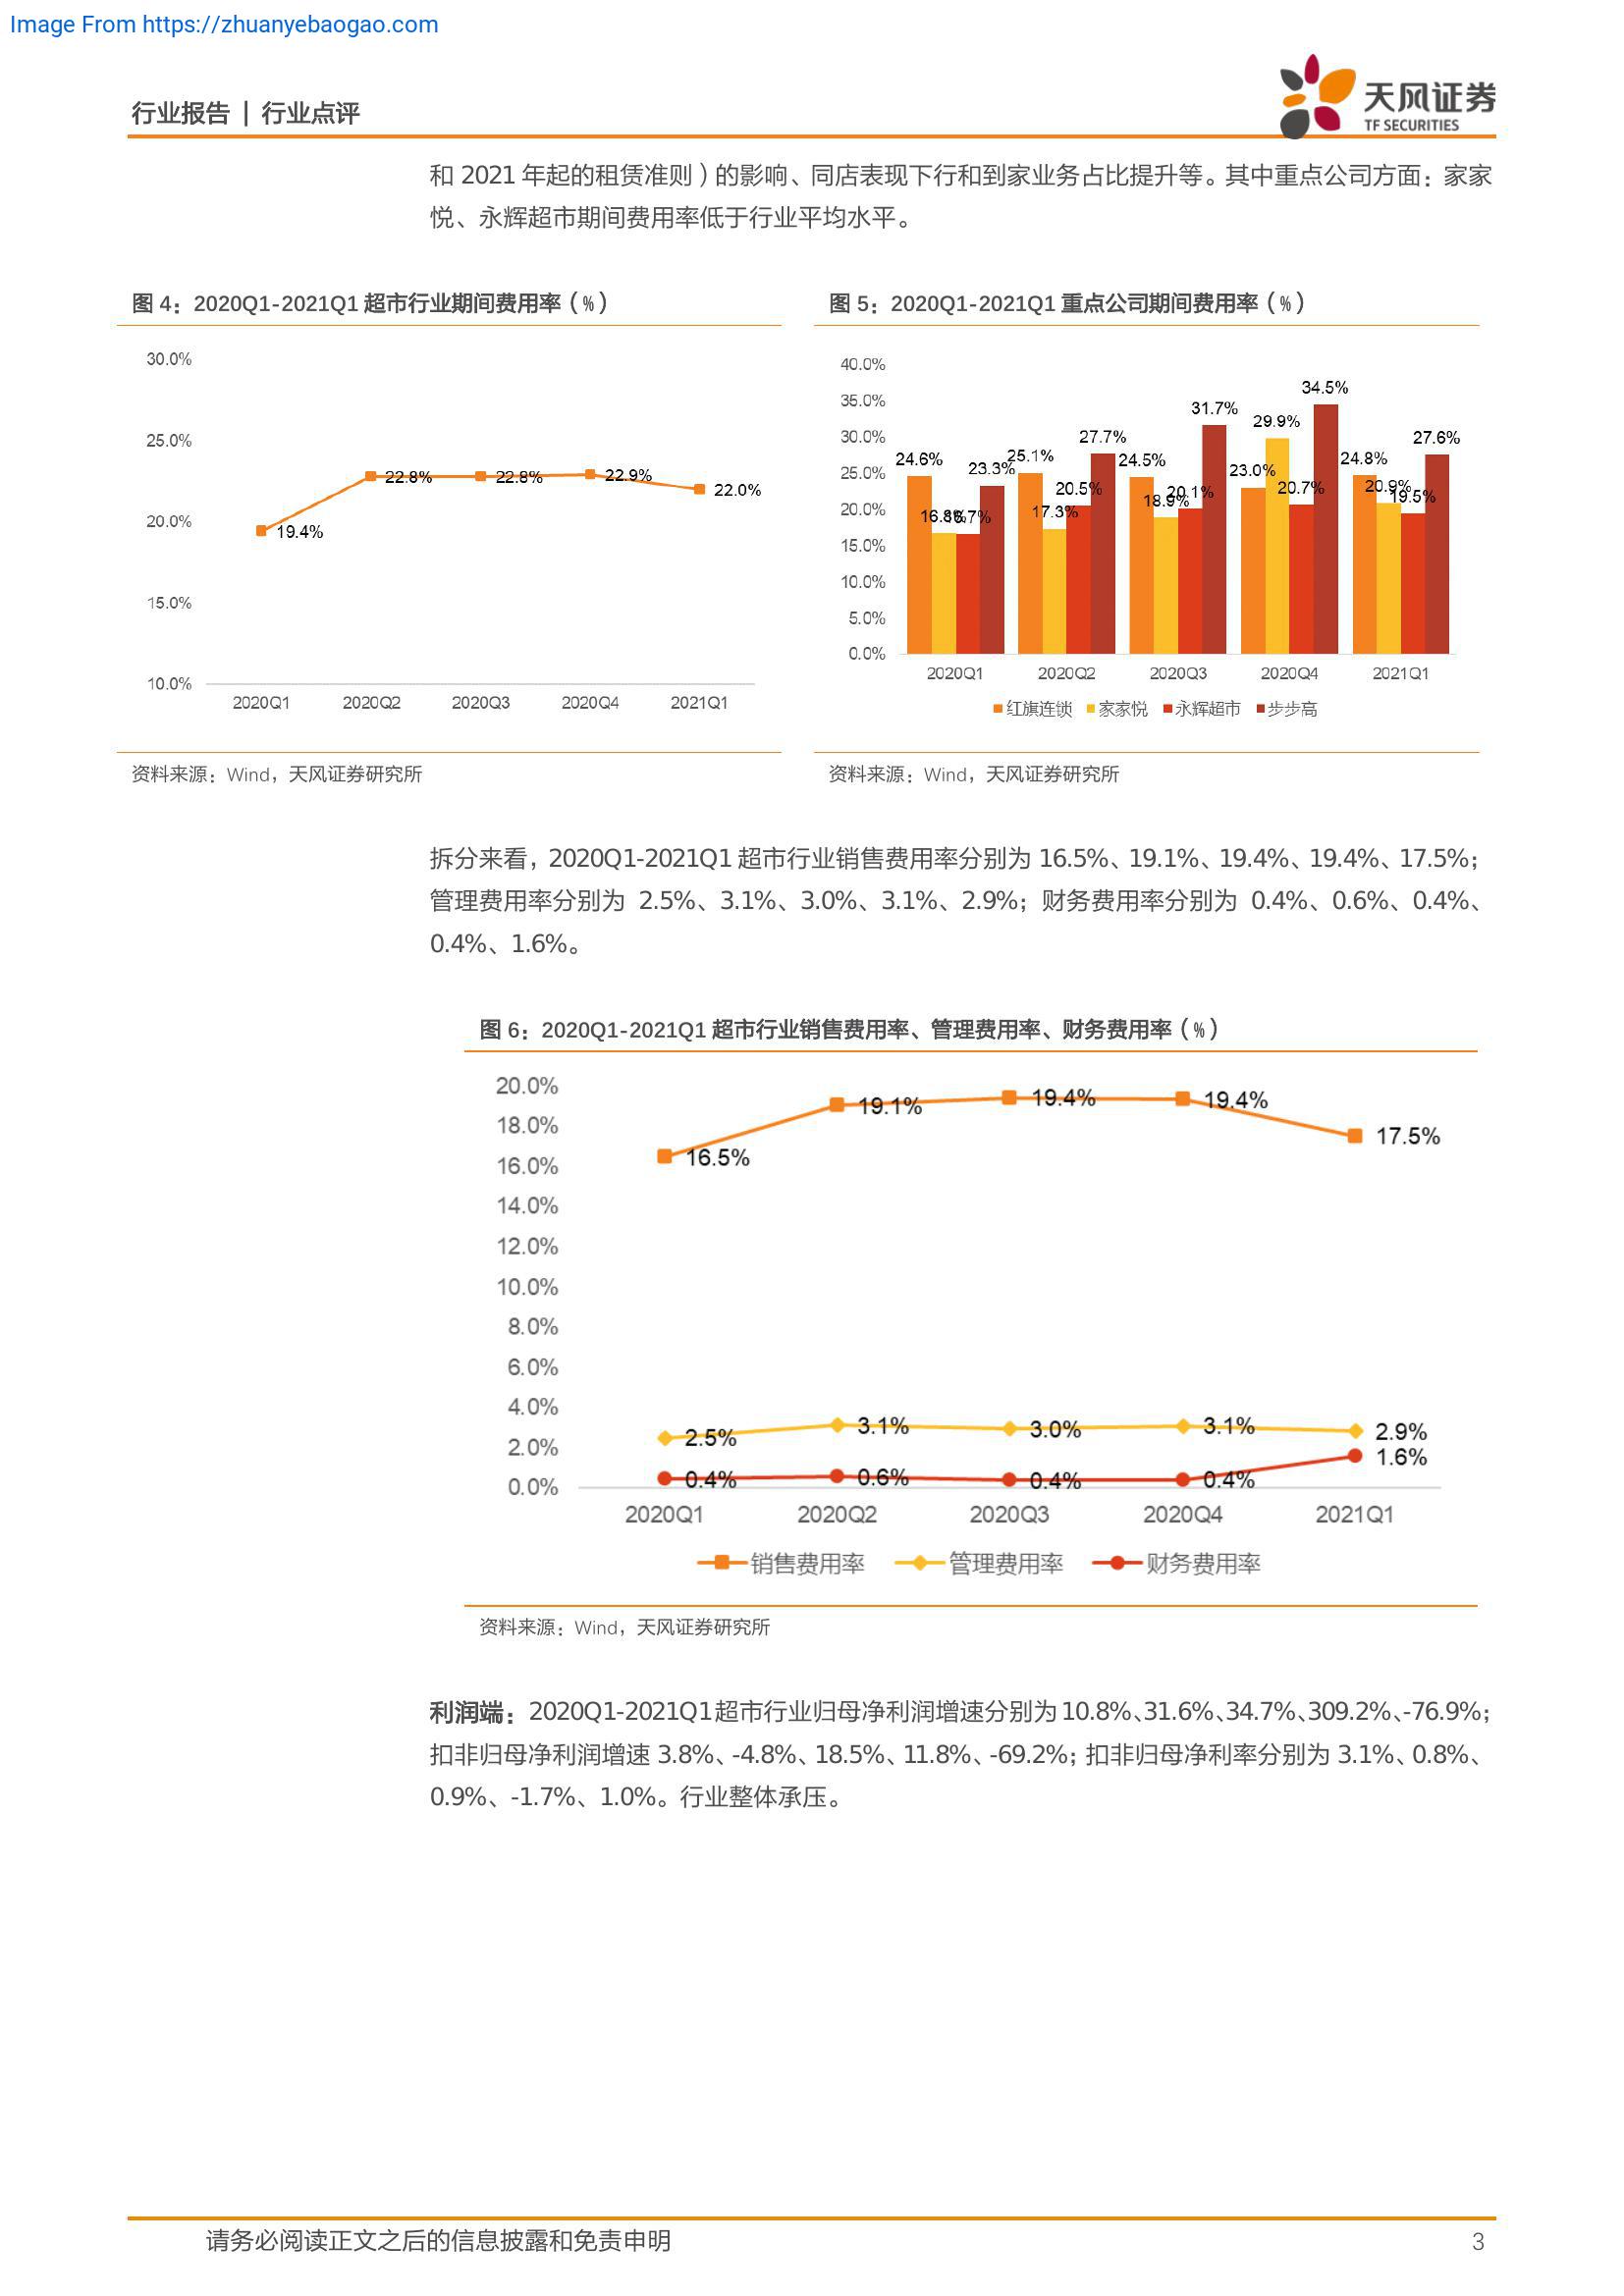 Image From https://zhuanyebaogao.com
行业报告 | 行业点评
天风证券
TF SECURITIES
和 2021 年起的租赁准则）的影响、同店表现下行和到家业务占比提升等。其中重点公司方面：家家
悦、永辉超市期间费用率低于行业平均水平。
图 4：2020Q1-2021Q1 超市行业期间费用率（%）
30.0%
25.0%
20.0%
15.0%
10.0%
19.4%
22.8%
22.8%
22.9%
22.0%
2020Q1 2020Q2 2020Q3 2020Q4 2021Q1
资料来源：Wind，天风证券研究所
图 5：2020Q1-2021Q1 重点公司期间费用率（%）
40.0%
35.0%
30.0%
25.0%
20.0%
15.0%
10.0%
5.0%
0.0%
24.6% 16.8% 16.7% 23.3%
25.1% 17.3% 20.5% 27.7%
24.5% 18.9% 20.1% 31.7%
23.0% 29.9% 20.7% 34.5%
24.8% 20.9% 19.5% 27.6%
2020Q1 2020Q2 2020Q3 2020Q4 2021Q1
红旗连锁 家家悦 永辉超市 步步高
资料来源：Wind，天风证券研究所
拆分来看，2020Q1-2021Q1 超市行业销售费用率分别为 16.5%、19.1%、19.4%、19.4%、17.5%；
管理费用率分别为 2.5%、3.1%、3.0%、3.1%、2.9%；财务费用率分别为 0.4%、0.6%、0.4%、
0.4%、1.6%。
图 6：2020Q1-2021Q1 超市行业销售费用率、管理费用率、财务费用率（%）
20.0%
18.0%
16.0%
14.0%
12.0%
10.0%
8.0%
6.0%
4.0%
2.0%
0.0%
16.5% 19.1% 19.4% 19.4% 17.5%
2.5% 3.1% 3.0% 3.1% 2.9%
0.4% 0.6% 0.4% 0.4% 1.6%
2020Q1 2020Q2 2020Q3 2020Q4 2021Q1
销售费用率 管理费用率 财务费用率
资料来源：Wind，天风证券研究所
利润端：2020Q1-2021Q1超市行业归母净利润增速分别为10.8%、31.6%、34.7%、309.2%、-76.9%；
扣非归母净利润增速 3.8%、-4.8%、18.5%、11.8%、-69.2%；扣非归母净利率分别为 3.1%、0.8%、
0.9%、-1.7%、1.0%。行业整体承压。
请务必阅读正文之后的信息披露和免责申明
3